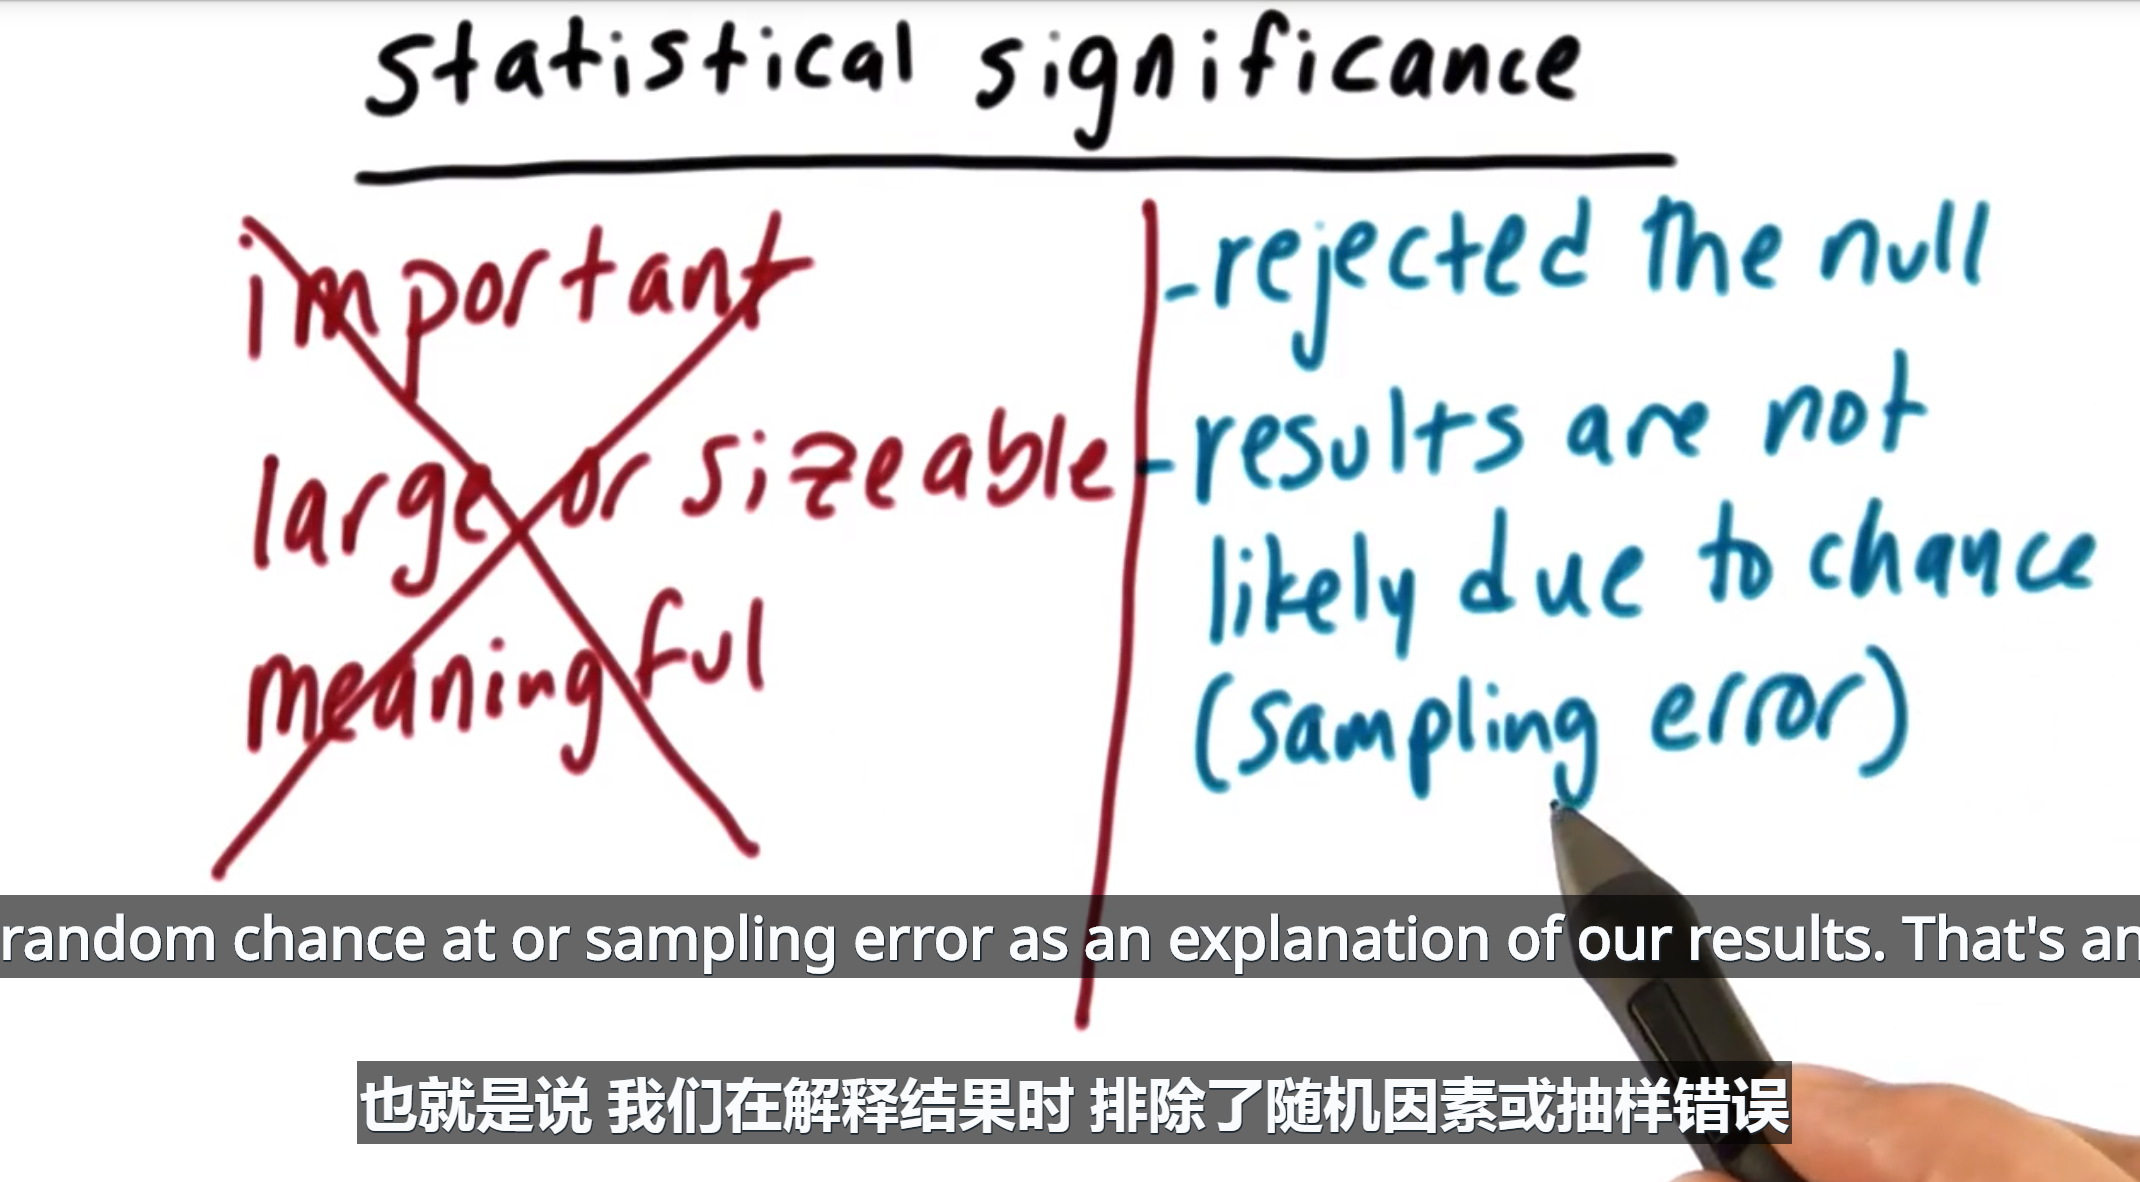 statistical significance
important
large or sizeable
meaningful
-rejected the null
-results are not
likely due to chance
(sampling error)
random chance at or sampling error as an explanation of our results. That's an
也就是说 我们在解释结果时 排除了随机因素或抽样错误